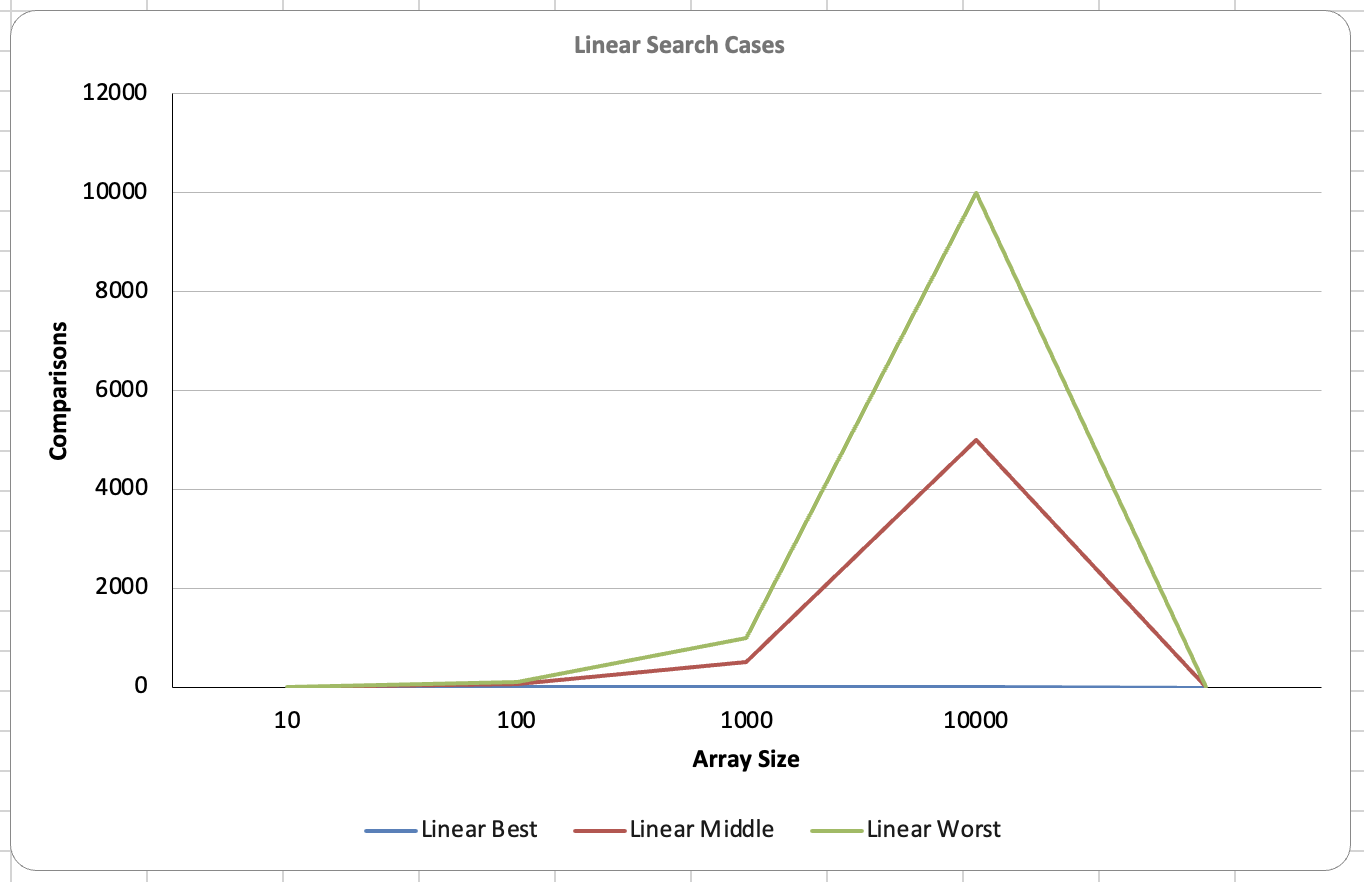 Linear Search Cases
12000
10000
8000
6000
4000
2000
0
Comparisons
10 100 1000 10000
Array Size
Linear Best Linear Middle Linear Worst